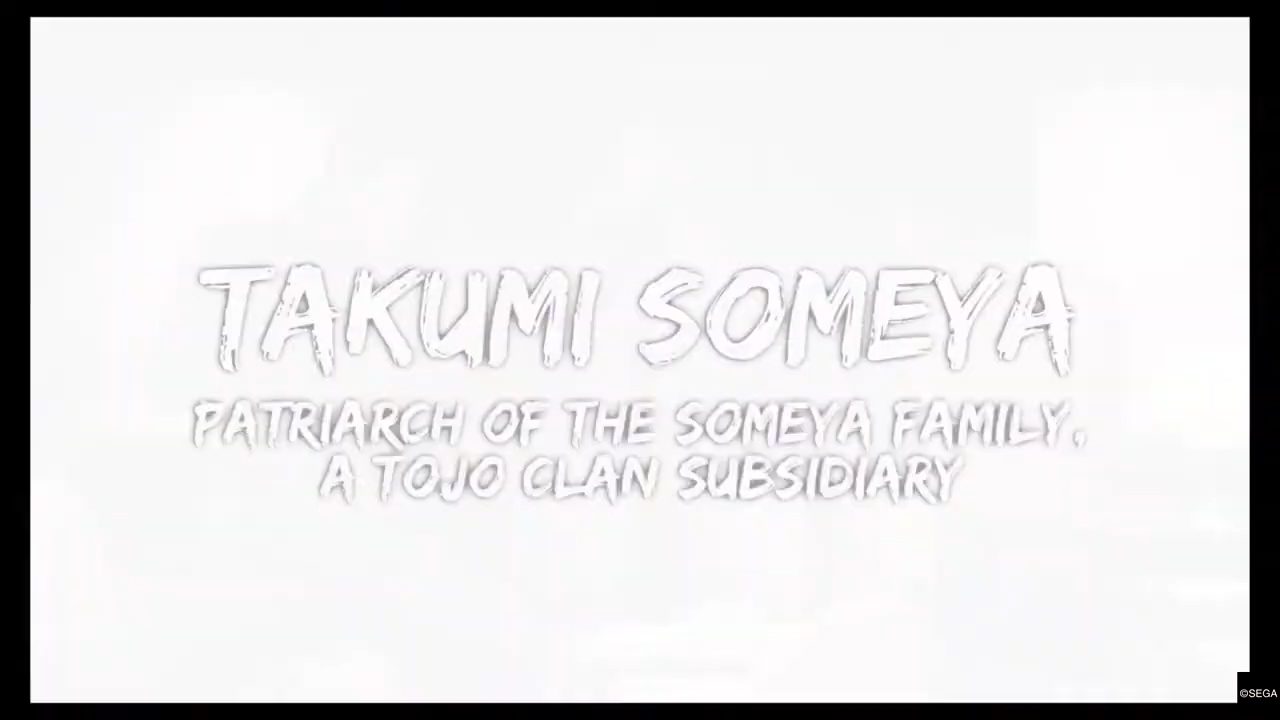 TAKUMI SOMEYA
PATRIARCH OF THE SOMEYA FAMILY,
A TOJO CLAN SUBSIDIARY
©SEGA